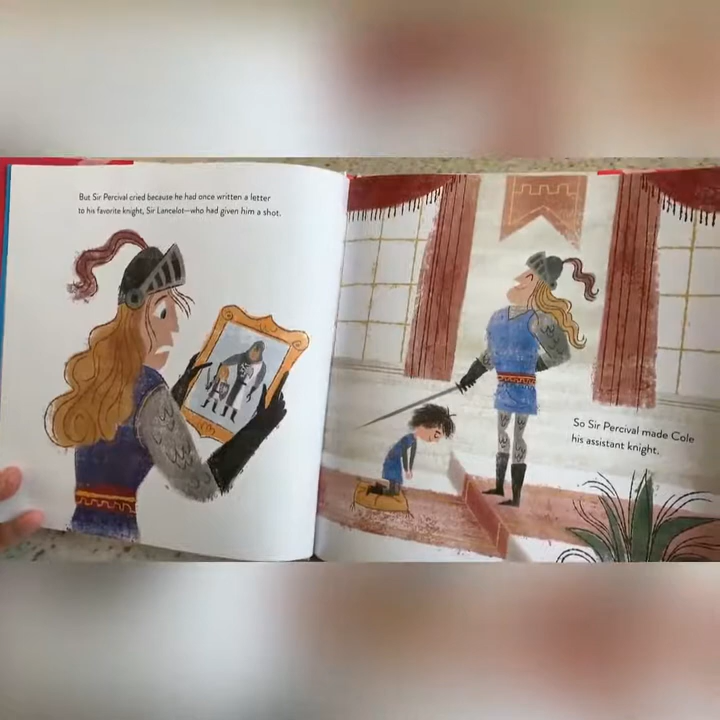 But Sir Percival cried because he had once written a letter
to his favorite knight, Sir Lancelot—who had given him a shot.
So Sir Percival made Cole
his assistant knight.